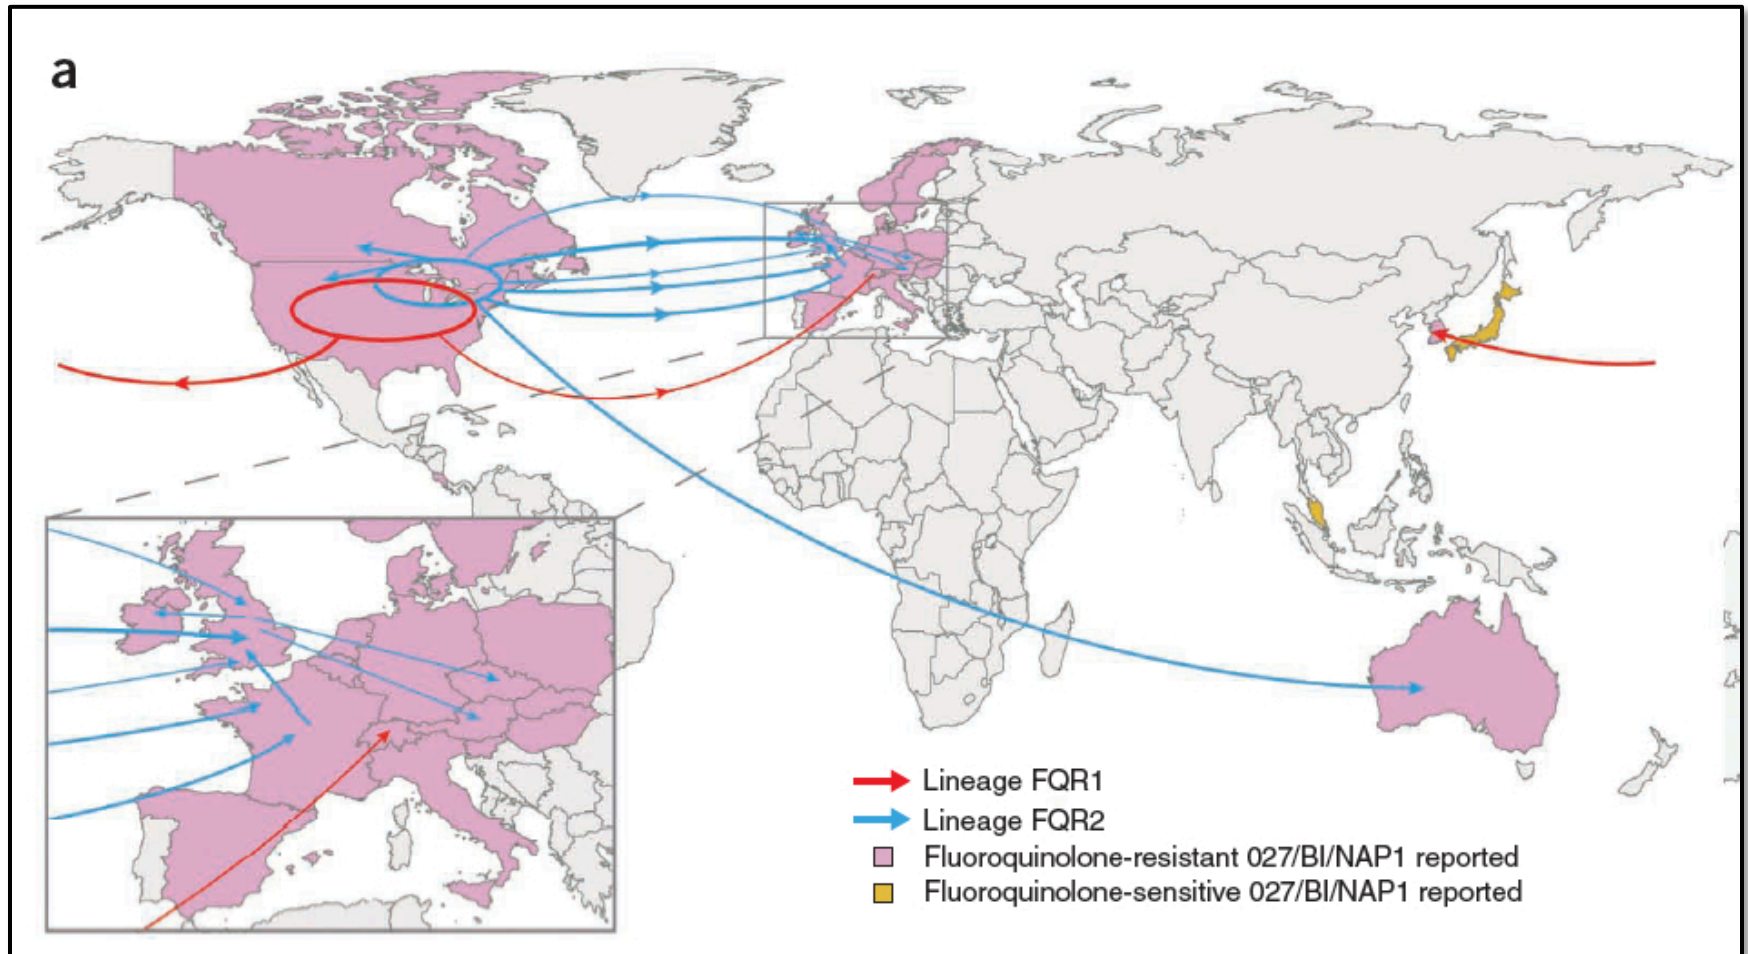 a
Lineage FQR1
Lineage FQR2
Fluoroquinolone-resistant 027/BI/NAP1 reported
Fluoroquinolone-sensitive 027/BI/NAP1 reported